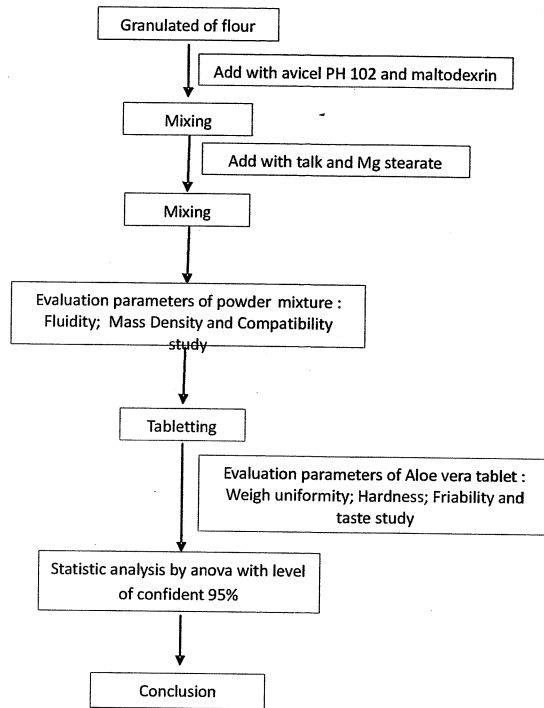 Granulated of flour
Add with avicel PH 102 and maltodexrin
Mixing
Add with talk and Mg stearate
Mixing
Evaluation parameters of powder mixture :
Fluidity; Mass Density and Compatibility
study
Tabletting
Evaluation parameters of Aloe vera tablet :
Weigh uniformity; Hardness; Friability and
taste study
Statistic analysis by anova with level
of confident 95%
Conclusion